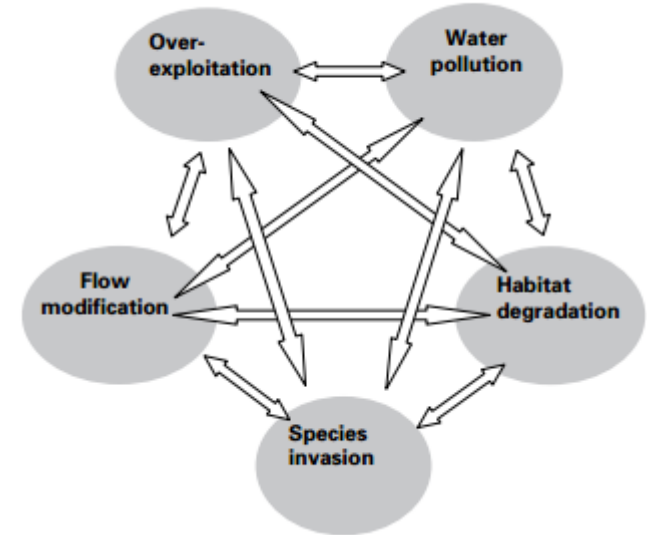 Over-
exploitation
Water
pollution
Flow
modification
Habitat
degradation
Species
invasion